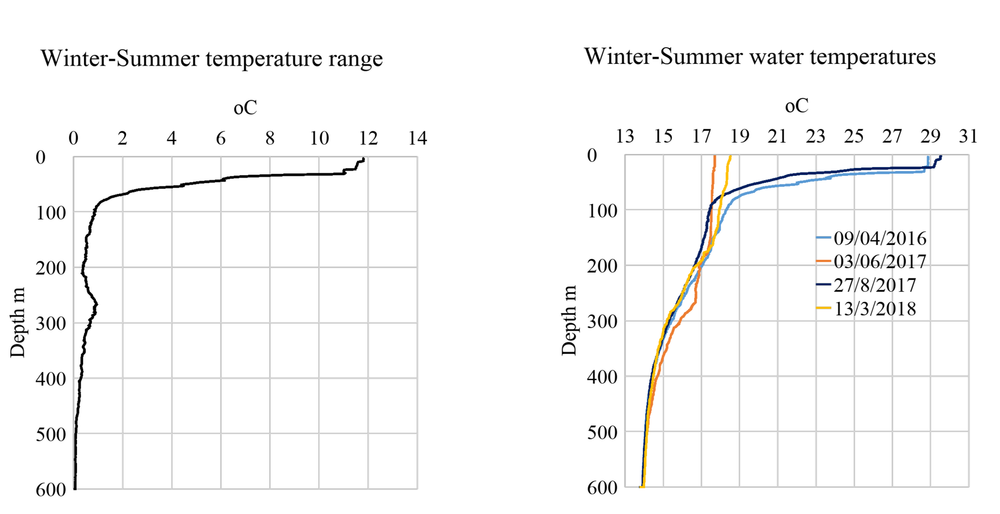 Winter-Summer temperature range
oC
0 2 4 6 8 10 12 14
0
100
200
300
400
500
600
Depth m
Winter-Summer water temperatures
oC
13 15 17 19 21 23 25 27 29 31
0
100
200
300
400
500
600
Depth m
09/04/2016
03/06/2017
27/8/2017
13/3/2018